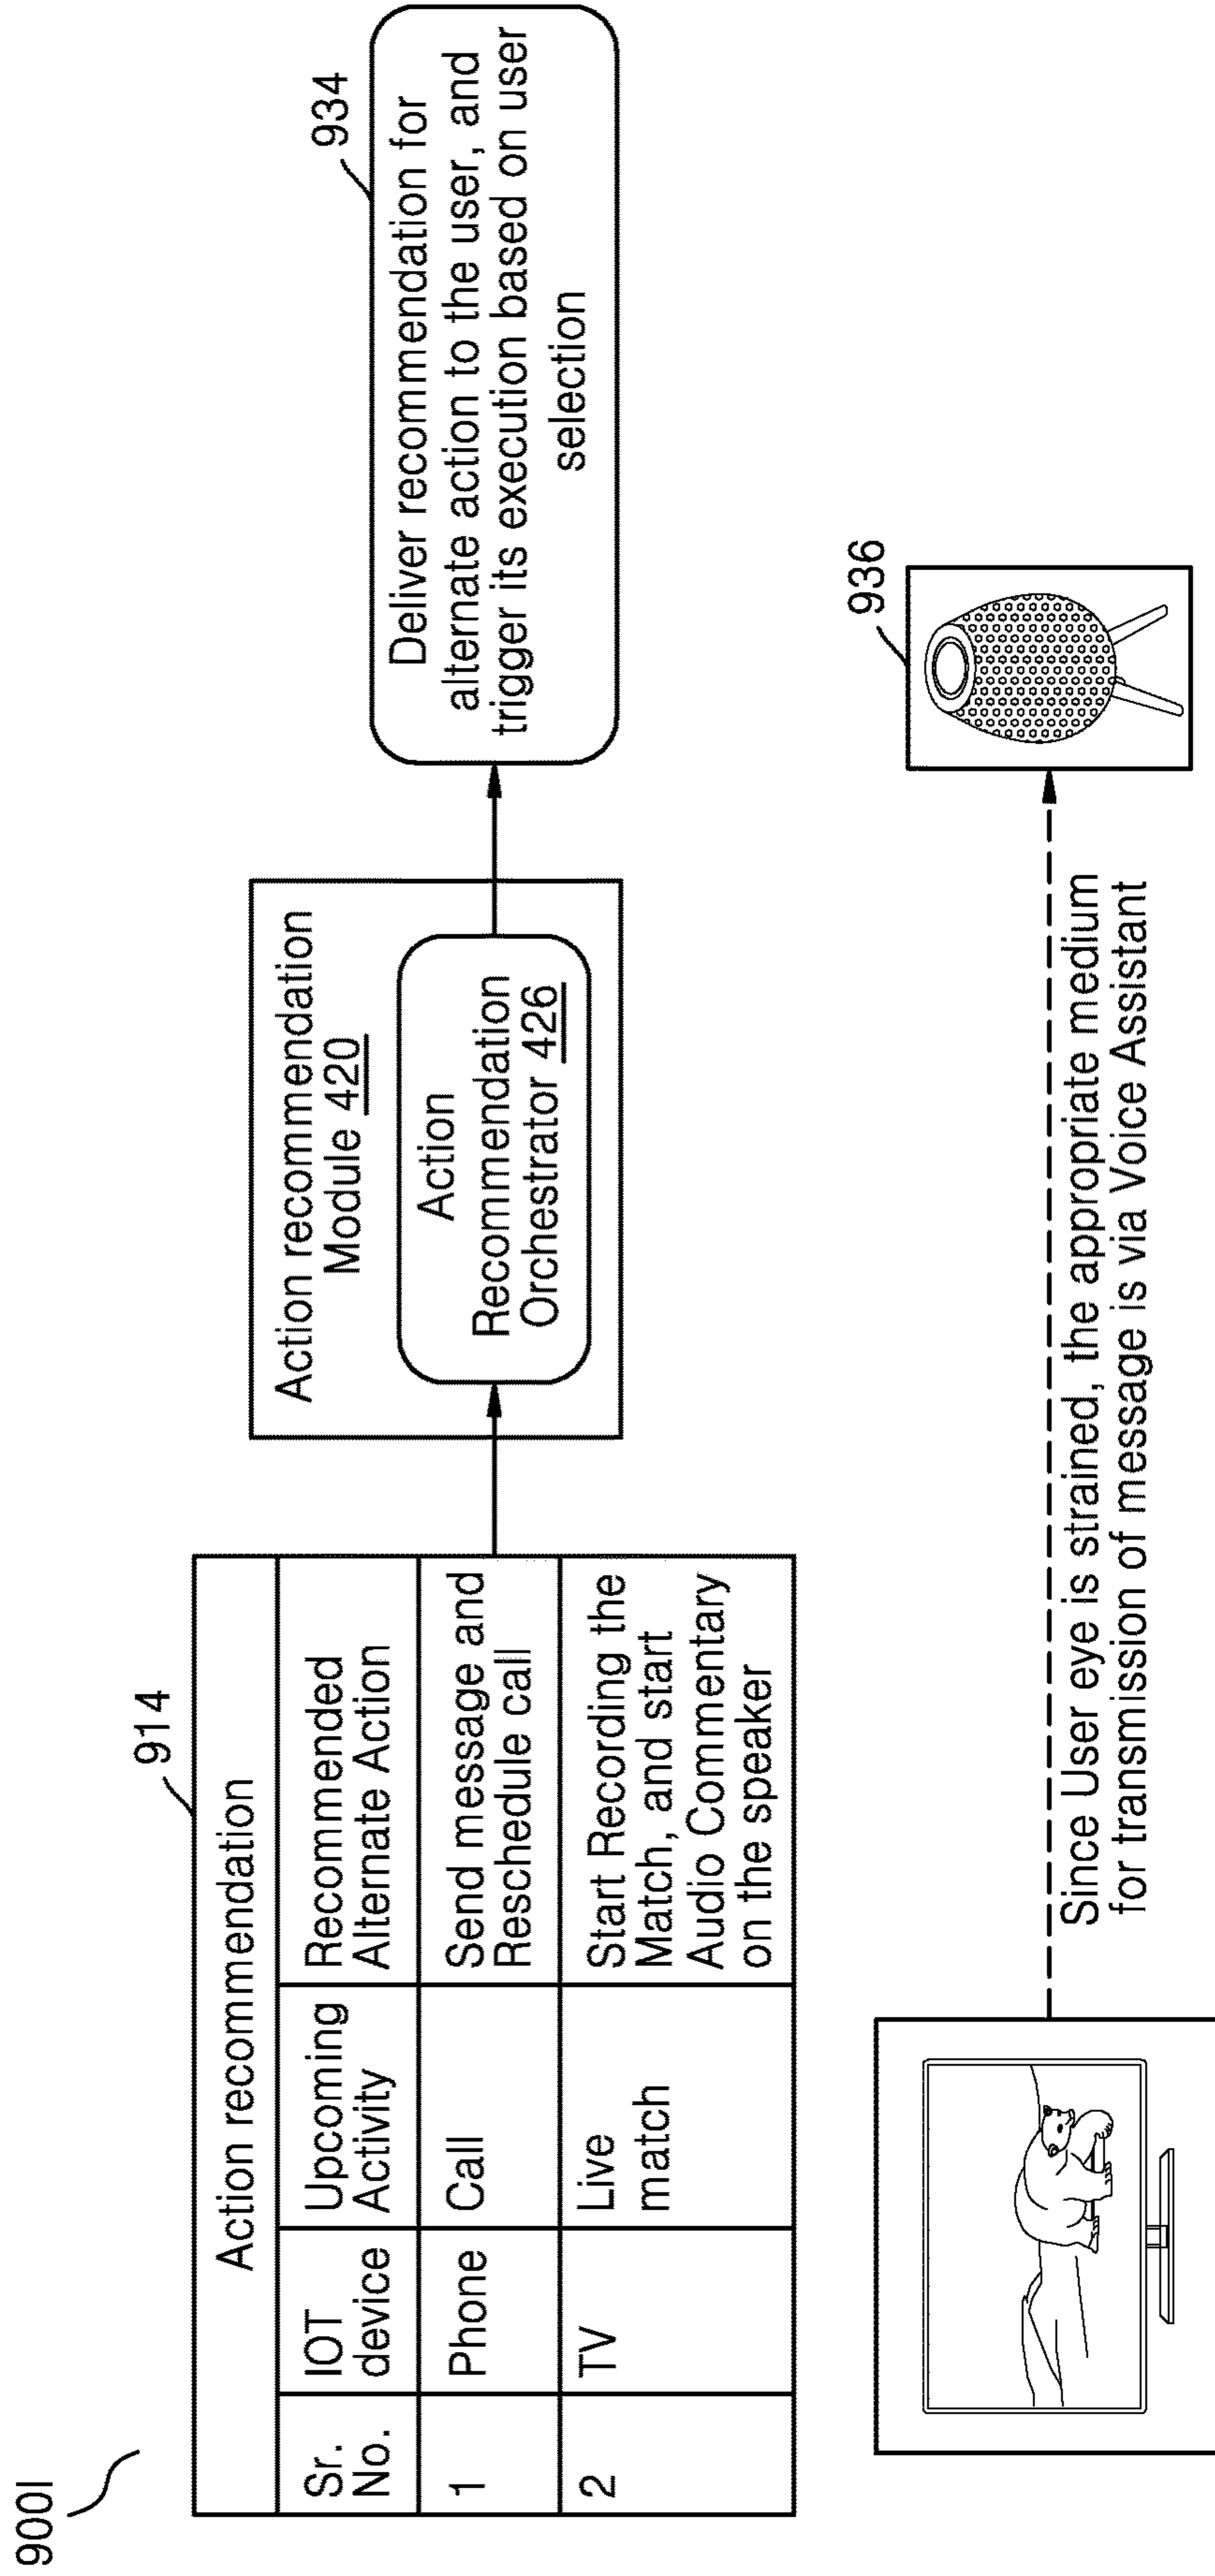 900I
914
Action recommendation
Sr. No.
IOT device
Upcoming Activity
Recommended Alternate Action
1
Phone
Call
Send message and
Reschedule call
2
TV
Live
match
Start Recording the
Match, and start
Audio Commentary
on the speaker
Action recommendation
Module 420
Action
Recommendation
Orchestrator 426
934
Deliver recommendation for
alternate action to the user, and
trigger its execution based on user
selection
936
Since User eye is strained, the appropriate medium
for transmission of message is via Voice Assistant